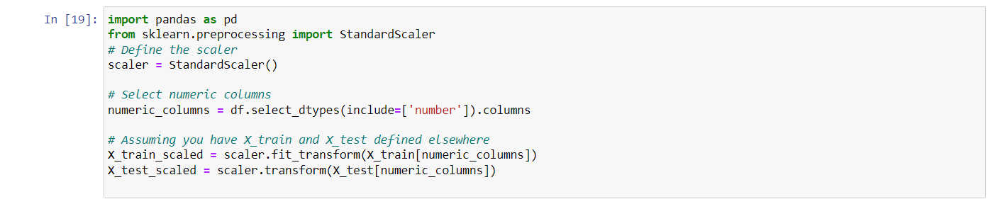 In [19]: import pandas as pd
from sklearn.preprocessing import StandardScaler
# Define the scaler
scaler = StandardScaler()
# Select numeric columns
numeric_columns = df.select_dtypes(include=['number']).columns
# Assuming you have X_train and X_test defined elsewhere
X_train_scaled = scaler.fit_transform(X_train[numeric_columns])
X_test_scaled = scaler.transform(X_test[numeric_columns])